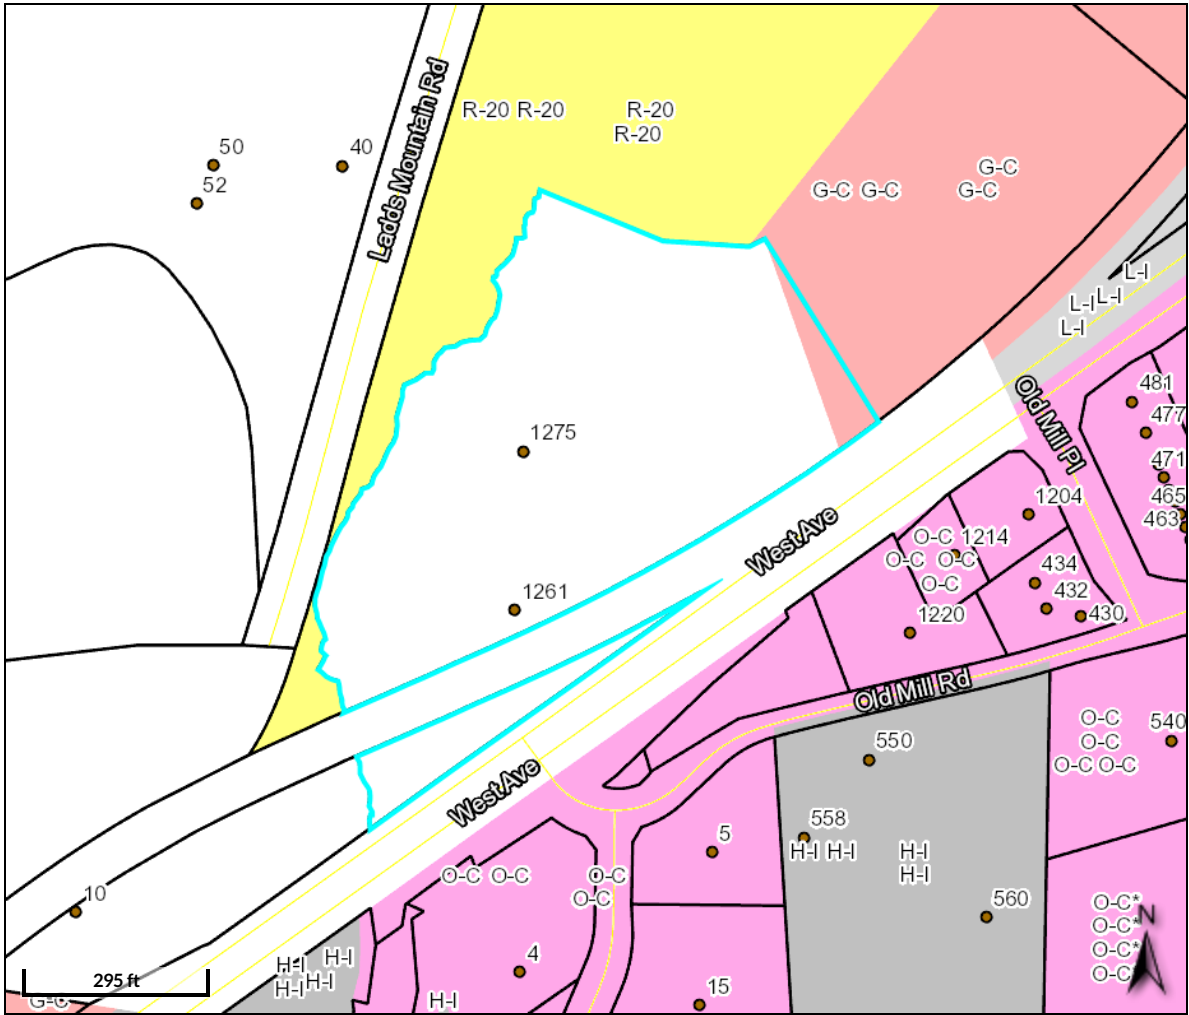 Ladds Mountain Rd
R-20 R-20 R-20
R-20
50
40
52
G-C
G-C G-C G-C
L-I
L-I L-I
L-I
Old Mill Pl
481
477
471
465
463
1275
1204
West Ave
O-C 1214
O-C O-C
O-C
434
432
430
1261
1220
Old Mill Rd
O-C
540
O-C
O-C O-C
550
West Ave
558
5
H-I H-I H-I
H-I
O-C O-C O-C
O-C
10
560
O-C*
N
O-C*
O-C*
O-C
4
H-I
H-I
H-I H-I
295 ft
G-C
H-I
15